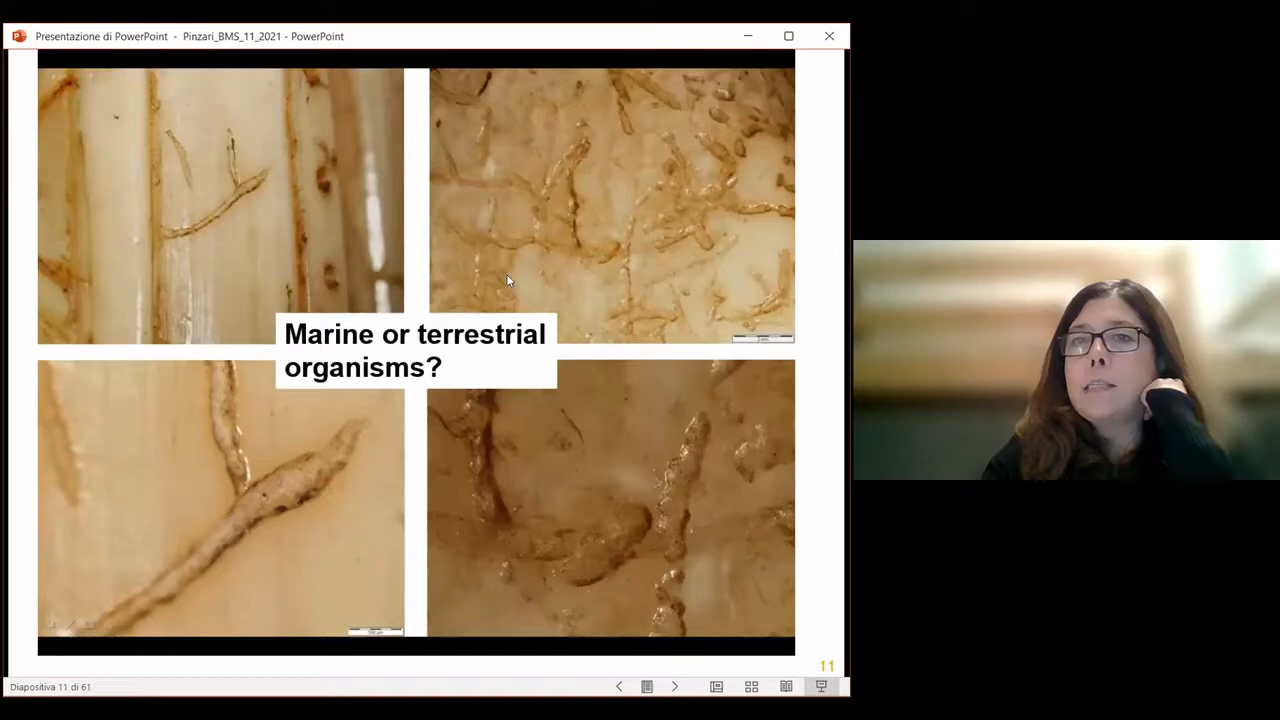 Presentazione di PowerPoint - Pinzari_BMS_11_2021 - PowerPoint
Marine or terrestrial
organisms?
11
Diapositiva 11 di 61